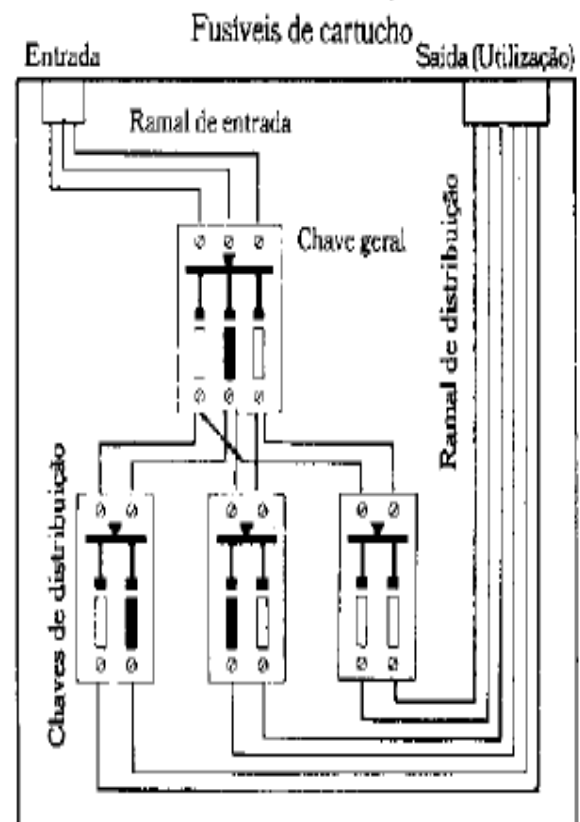 Fusíveis de cartucho
Entrada
Saída (Utilização)
Ramal de entrada
Chave geral
Ramal de distribuição
Chaves de distribuição